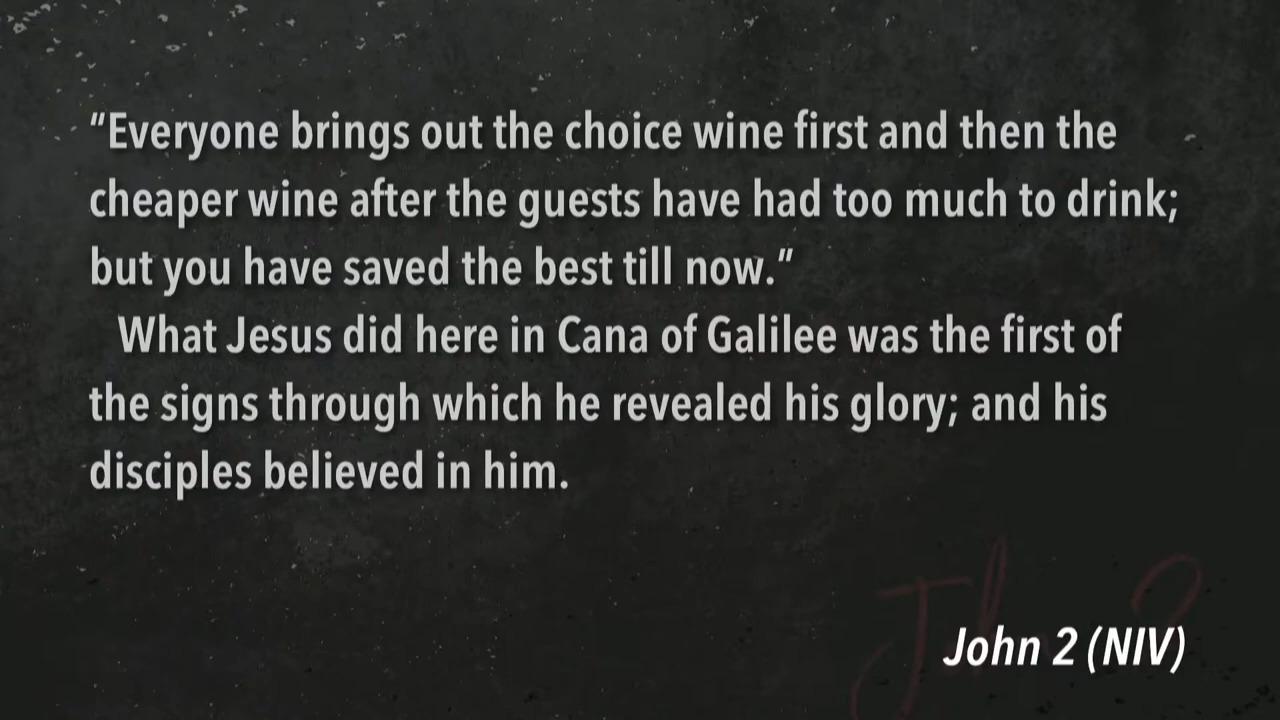 “Everyone brings out the choice wine first and then the
cheaper wine after the guests have had too much to drink;
but you have saved the best till now.”
What Jesus did here in Cana of Galilee was the first of
the signs through which he revealed his glory; and his
disciples believed in him.
John 2
John 2 (NIV)